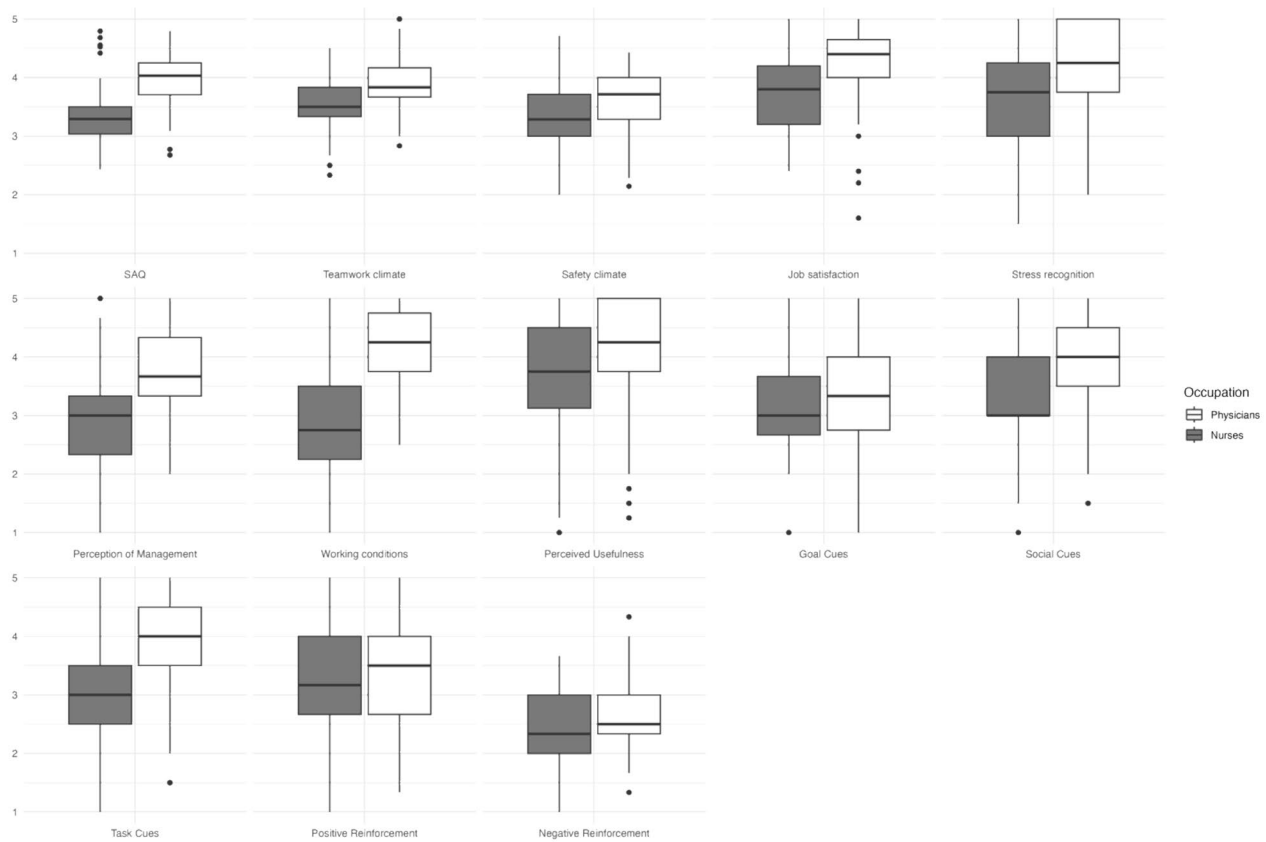 5
4
3
2
1
SAQ
Teamwork climate
Safety climate
Job satisfaction
Stress recognition
5
4
3
2
1
Perception of Management
Working conditions
Perceived Usefulness
Goal Cues
Social Cues
Occupation
Physicians
Nurses
5
4
3
2
1
Task Cues
Positive Reinforcement
Negative Reinforcement